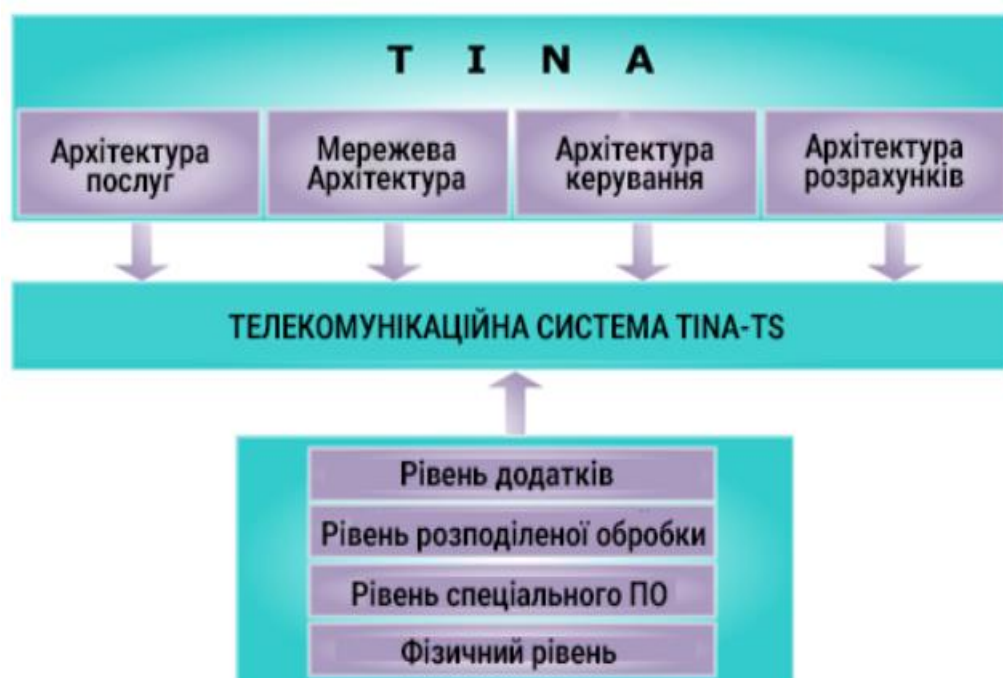 T I N A
Архітектура
послуг
Мережева
Архітектура
Архітектура
керування
Архітектура
розрахунків
ТЕЛЕКОМУНІКАЦІЙНА СИСТЕМА TINA-TS
Рівень додатків
Рівень розподіленої обробки
Рівень спеціального ПО
Фізичний рівень